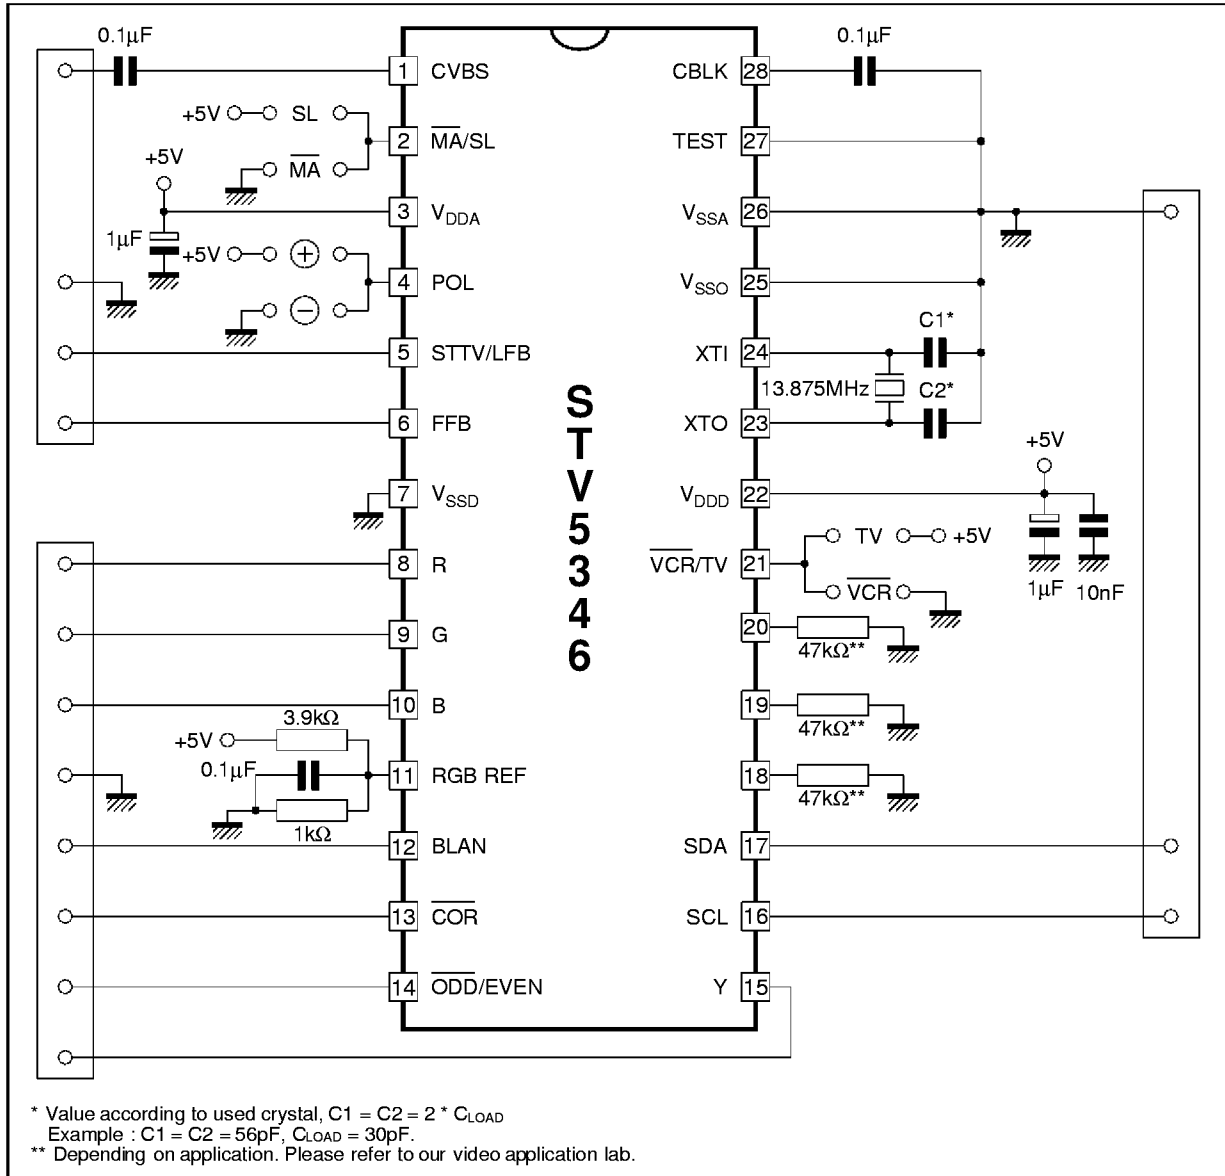 0.1µF
0.1µF
1 CVBS
CBLK 28
+5V SL
2 MA/SL
TEST 27
+5V
MA
3 VDDA
VSSA 26
1µF
+5V +
4 POL
VSSO 25
−
C1*
5 STTV/LFB
XTI 24
13.875MHz
C2*
6 FFB
XTO 23
STV5346
+5V
7 VSSD
VDDD 22
TV +5V
8 R
VCR/TV 21
VCR
1µF
10nF
9 G
20
47kΩ**
10 B
19
47kΩ**
3.9kΩ
+5V
0.1µF
11 RGB REF
18
47kΩ**
1kΩ
12 BLAN
SDA 17
13 COR
SCL 16
14 ODD/EVEN
Y 15
* Value according to used crystal, C1 = C2 = 2 * CLOAD
Example : C1 = C2 = 56pF, CLOAD = 30pF.
** Depending on application. Please refer to our video application lab.